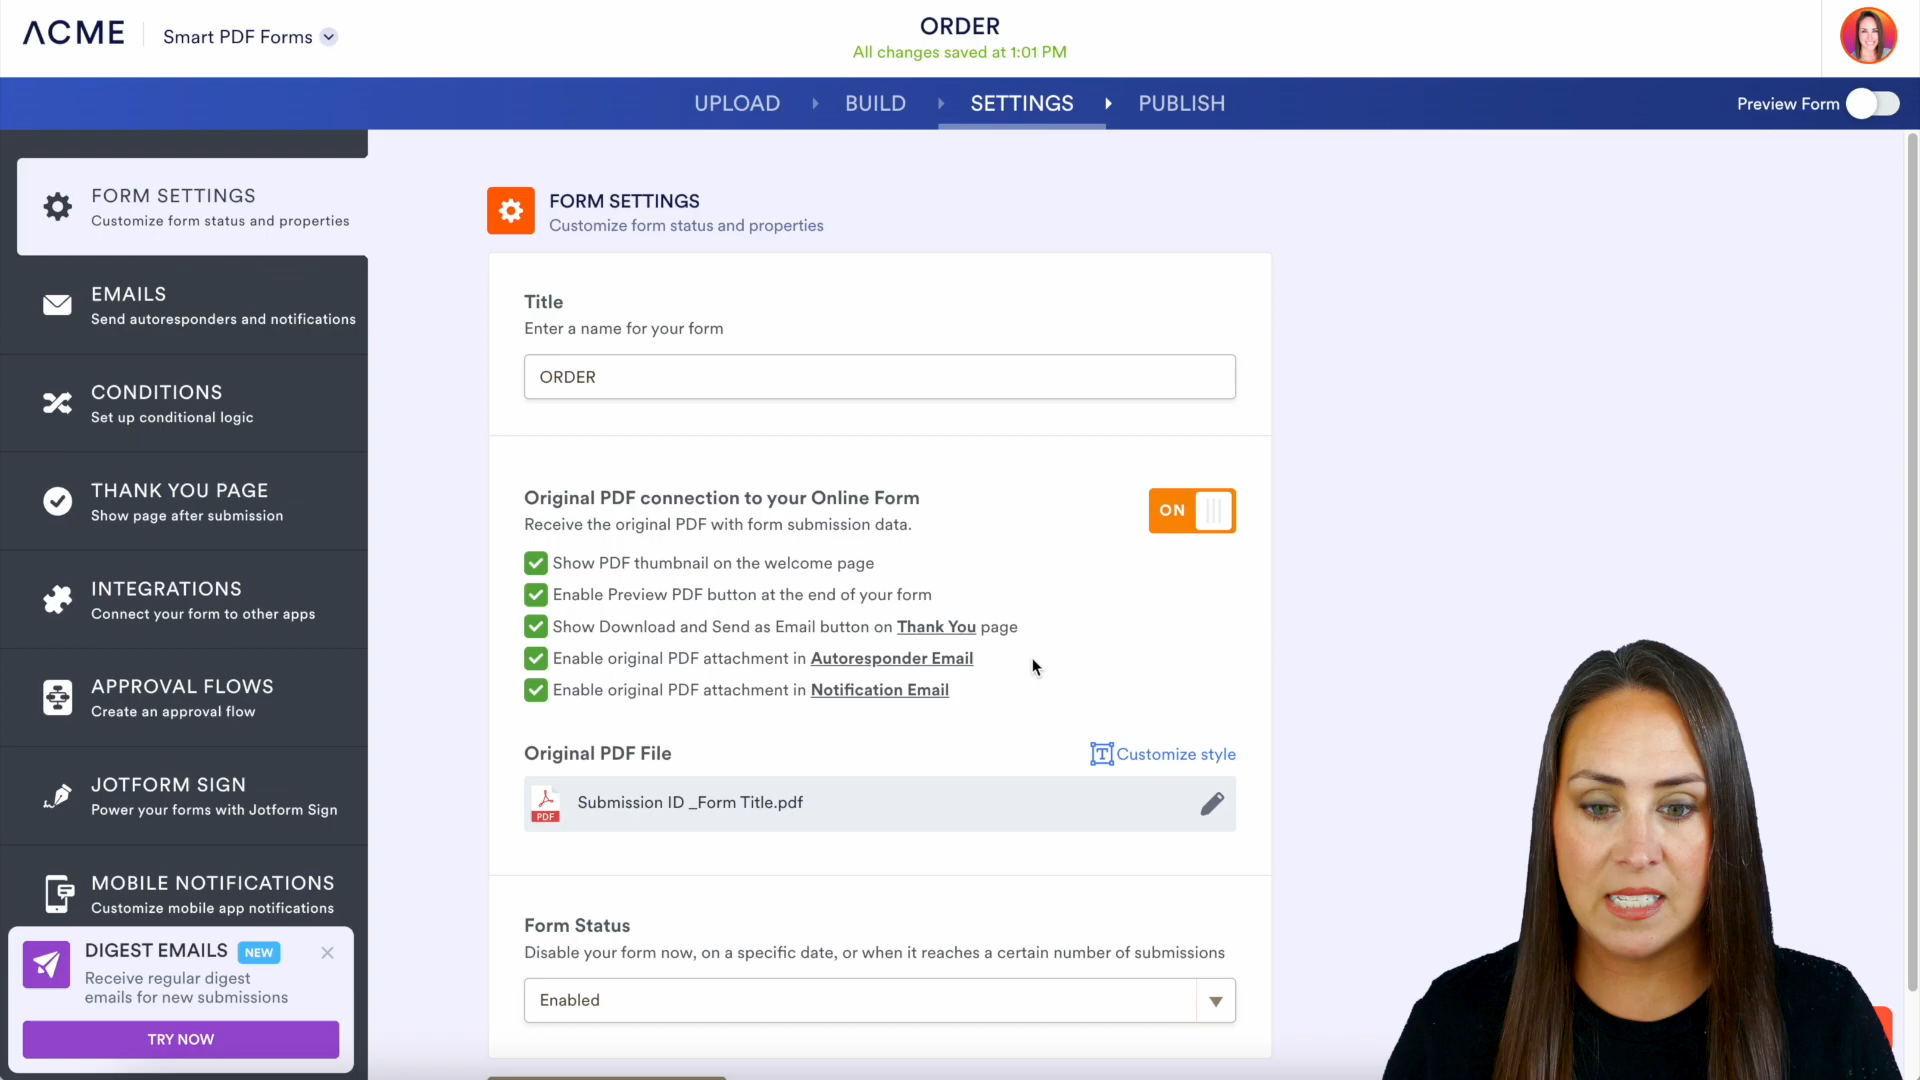 ACME
Smart PDF Forms
ORDER
All changes saved at 1:01 PM
UPLOAD
BUILD
SETTINGS
PUBLISH
Preview Form
FORM SETTINGS
Customize form status and properties
EMAILS
Send autoresponders and notifications
CONDITIONS
Set up conditional logic
THANK YOU PAGE
Show page after submission
INTEGRATIONS
Connect your form to other apps
APPROVAL FLOWS
Create an approval flow
JOTFORM SIGN
Power your forms with Jotform Sign
MOBILE NOTIFICATIONS
Customize mobile app notifications
DIGEST EMAILS NEW
Receive regular digest
emails for new submissions
TRY NOW
FORM SETTINGS
Customize form status and properties
Title
Enter a name for your form
ORDER
Original PDF connection to your Online Form
Receive the original PDF with form submission data.
ON
Show PDF thumbnail on the welcome page
Enable Preview PDF button at the end of your form
Show Download and Send as Email button on Thank You page
Enable original PDF attachment in Autoresponder Email
Enable original PDF attachment in Notification Email
Original PDF File
T Customize style
PDF
Submission ID _Form Title.pdf
Form Status
Disable your form now, on a specific date, or when it reaches a certain number of submissions
Enabled